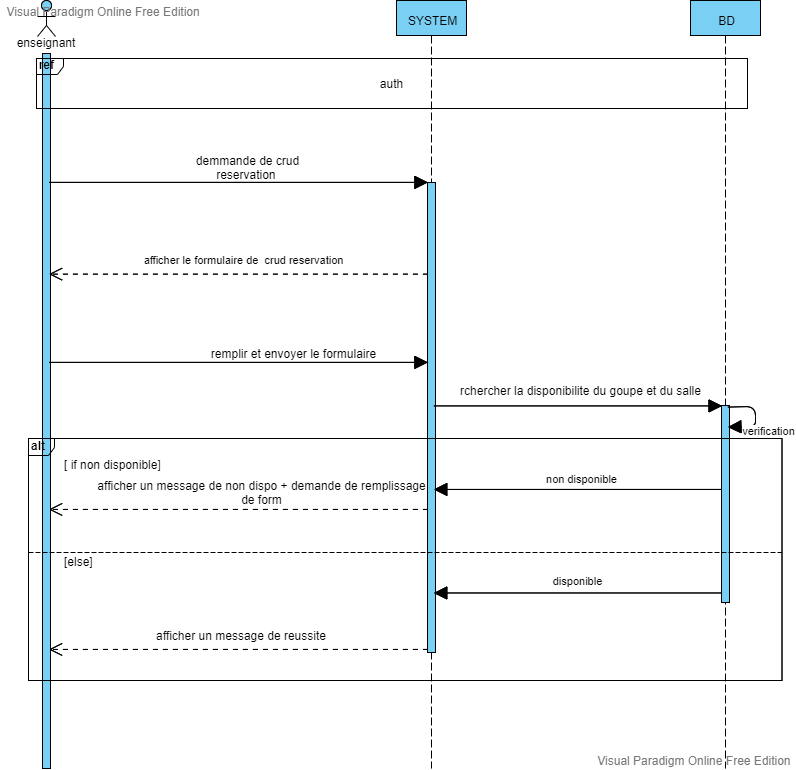 Visual Paradigm Online Free Edition
SYSTEM
BD
enseignant
ref
auth
demmande de crud
reservation
afficher le formulaire de crud reservation
remplir et envoyer le formulaire
rchercher la disponibilite du goupe et du salle
verification
alt
[ if non disponible]
afficher un message de non dispo + demande de remplissage
de form
non disponible
[else]
disponible
afficher un message de reussite
Visual Paradigm Online Free Edition